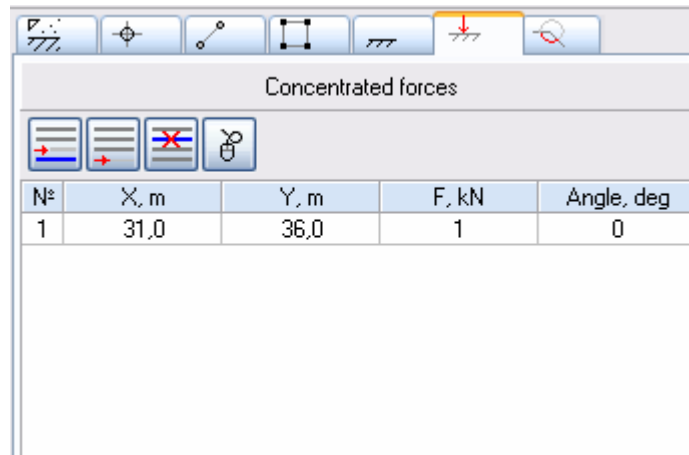 Concentrated forces
Nº X, m Y, m F, kN Angle, deg
1 31,0 36,0 1 0